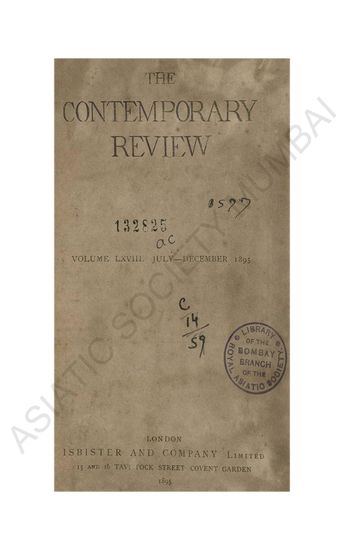 THE
CONTEMPORARY
REVIEW
132825
ac
VOLUME LXVIII. JULY—DECEMBER 1895
C
14
59
LIBRARY
OF THE
BOMBAY
BRANCH
OF THE
ROYAL ASIATIC SOCIETY
LONDON
ISBISTER AND COMPANY LIMITED
15 AND 16 TAVISTOCK STREET COVENT GARDEN
1895
ASIATIC SOCIETY MUMBAI